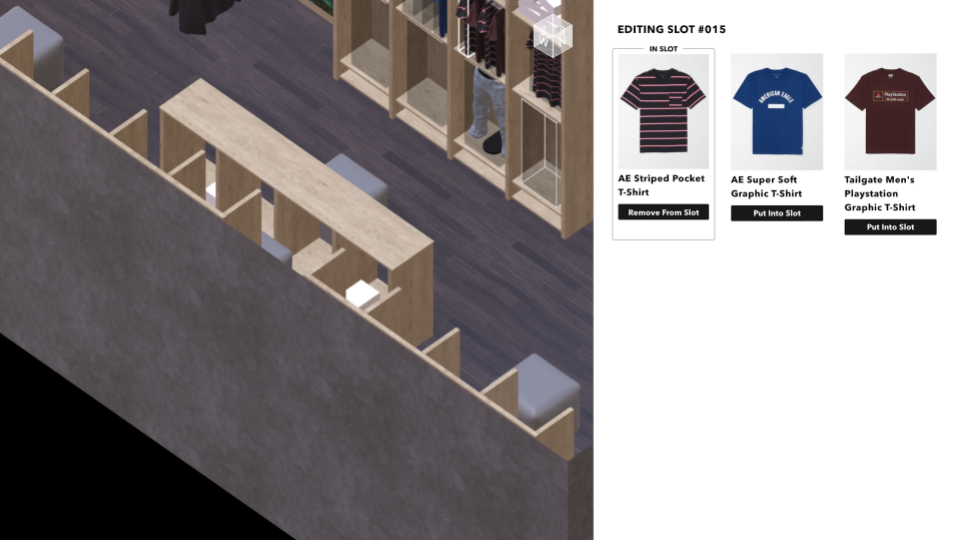 EDITING SLOT #015
IN SLOT
AE Striped Pocket
T-Shirt
Remove From Slot
AMERICAN EAGLE
AE Super Soft
Graphic T-Shirt
Put Into Slot
PlayStation
Tailgate Men's
Playstation
Graphic T-Shirt
Put Into Slot